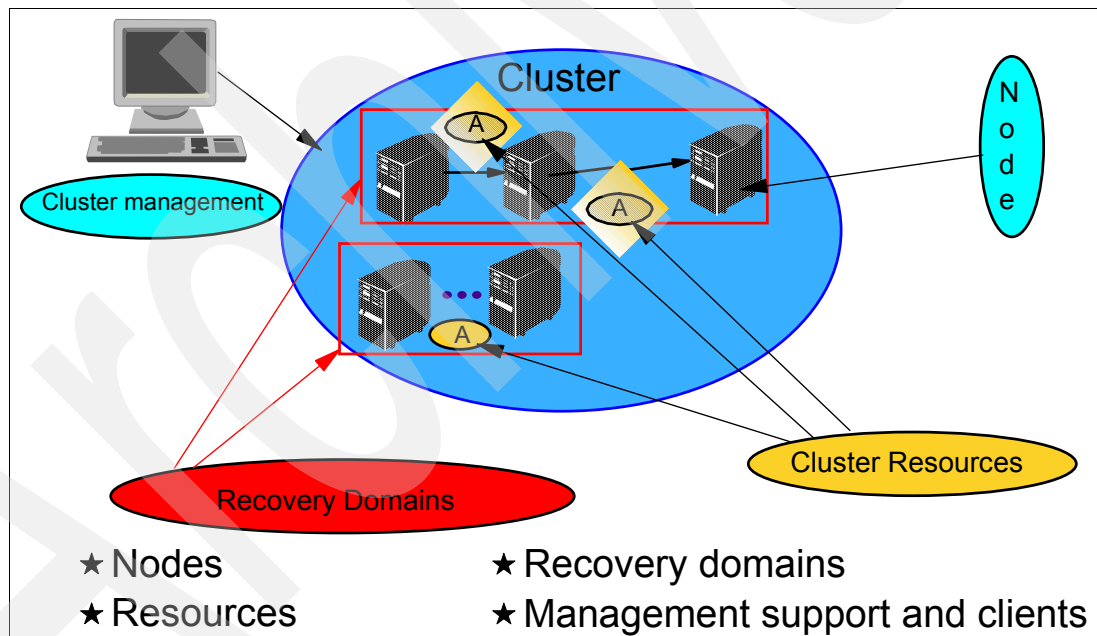 Cluster
A
N
o
d
e
Cluster management
A
A
Cluster Resources
Recovery Domains
★ Nodes
★ Recovery domains
★ Resources
★ Management support and clients